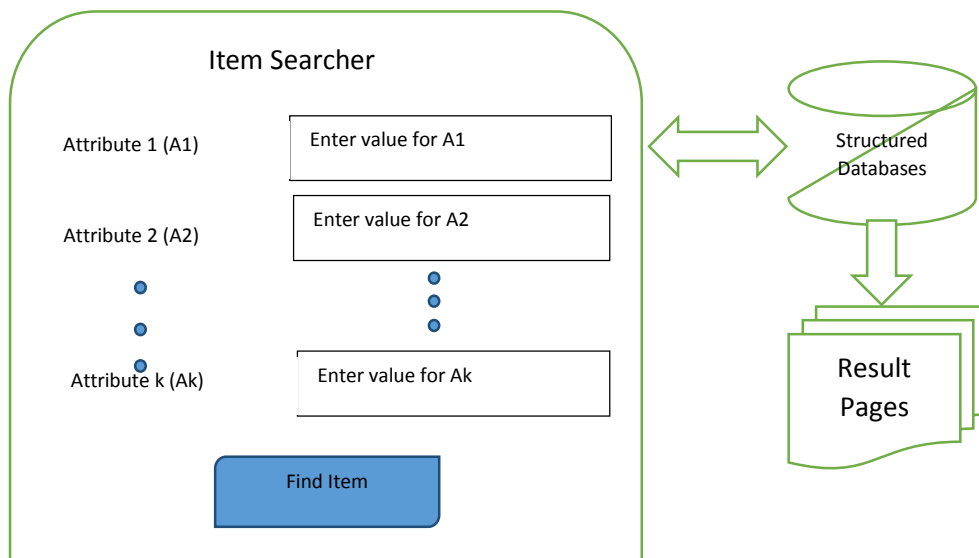 Item Searcher
Attribute 1 (A1)
Enter value for A1
Attribute 2 (A2)
Enter value for A2
Attribute k (Ak)
Enter value for Ak
Find Item
Structured
Databases
Result
Pages